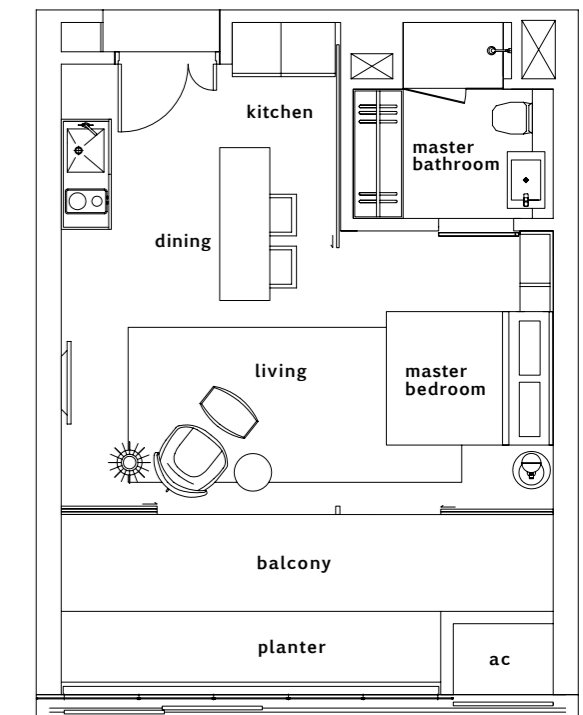 kitchen
master
bathroom
dining
living
master
bedroom
balcony
planter
ac